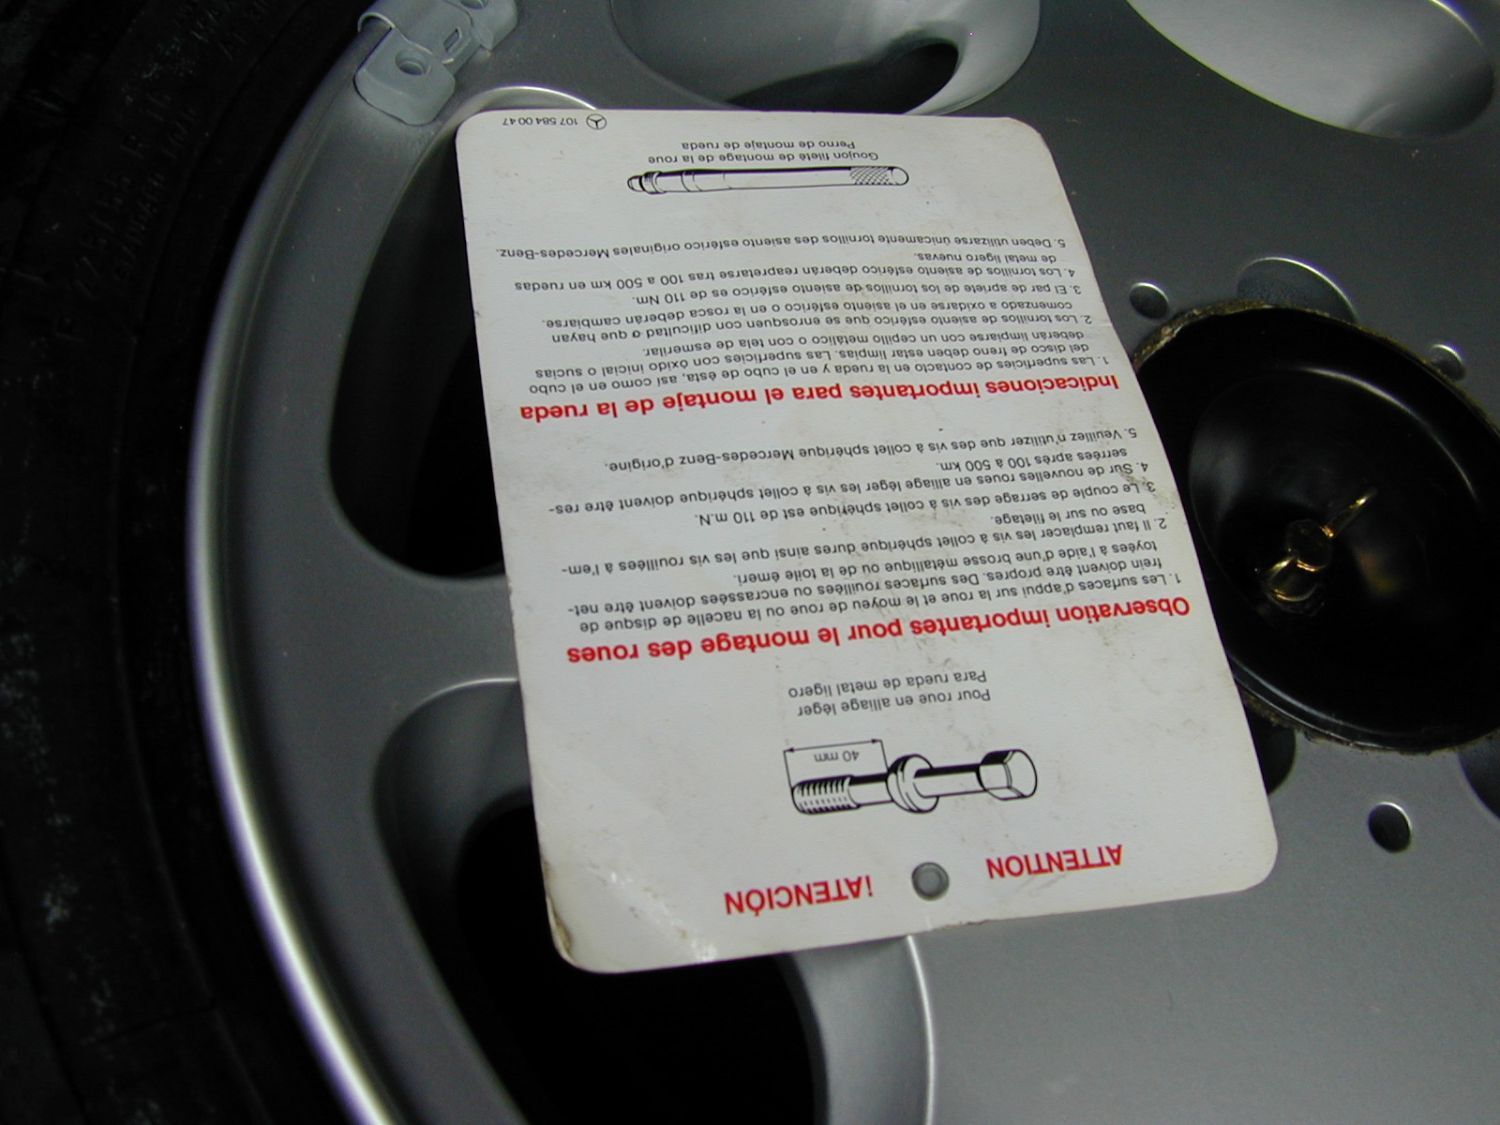 ATTENTION
¡ATENCIÓN
40 mm
Pour roue en alliage léger
Para rueda de metal ligero
Observation importantes pour le montage des roues
1. Les surfaces d'appui sur la roue et le moyeu de roue ou la nacelle de disque de
frein doivent être propres. Des surfaces rouillées ou encrassées doivent être net-
toyées à l'aide d'une brosse métallique ou de la toile émeri.
2. Il faut remplacer les vis à collet sphérique dures ainsi que les vis rouillées à l'em-
base ou sur le filetage.
3. Le couple de serrage des vis à collet sphérique est de 110 m.N.
4. Sur de nouvelles roues en alliage léger les vis à collet sphérique doivent être res-
serrées après 100 à 500 km.
5. Veuillez n'utilizer que des vis à collet sphérique Mercedes-Benz d'origine.
Indicaciones importantes para el montaje de la rueda
1. Las superficies de contacto en la rueda y en el cubo de ésta, así como en el cubo
del disco de freno deben estar limpias. Las superficies con óxido inicial o sucias
deberán limpiarse con un cepillo metálico o con tela de esmerilar.
2. Los tornillos de asiento esférico que se enrosquen con dificultad o que hayan
comenzado a oxidarse en el asiento esférico o en la rosca deberán cambiarse.
3. El par de apriete de los tornillos de asiento esférico es de 110 Nm.
4. Los tornillos de asiento esférico deberán reapretarse tras 100 a 500 km en ruedas
de metal ligero nuevas.
5. Deben utilizarse únicamente tornillos des asiento esférico originales Mercedes-Benz.
Goujon fileté de montage de la roue
Perno de montaje de rueda
107 584 00 47